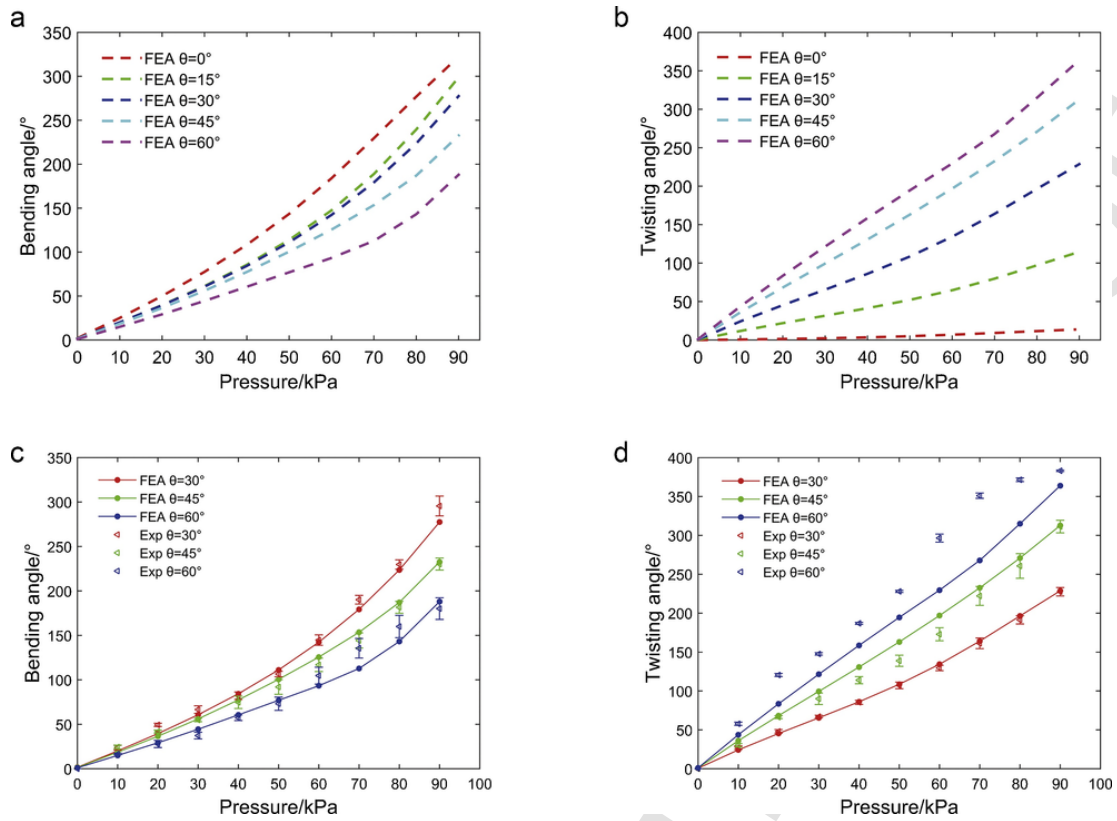 a
350
300
250
200
150
100
50
0
Bending angle/°
FEA θ=0°
FEA θ=15°
FEA θ=30°
FEA θ=45°
FEA θ=60°
0 10 20 30 40 50 60 70 80 90
Pressure/kPa
b
400
350
300
250
200
150
100
50
0
Twisting angle/°
FEA θ=0°
FEA θ=15°
FEA θ=30°
FEA θ=45°
FEA θ=60°
0 10 20 30 40 50 60 70 80 90
Pressure/kPa
c
350
300
250
200
150
100
50
0
Bending angle/°
FEA θ=30°
FEA θ=45°
FEA θ=60°
Exp θ=30°
Exp θ=45°
Exp θ=60°
0 10 20 30 40 50 60 70 80 90 100
Pressure/kPa
d
400
350
300
250
200
150
100
50
0
Twisting angle/°
FEA θ=30°
FEA θ=45°
FEA θ=60°
Exp θ=30°
Exp θ=45°
Exp θ=60°
0 10 20 30 40 50 60 70 80 90 100
Pressure/kPa